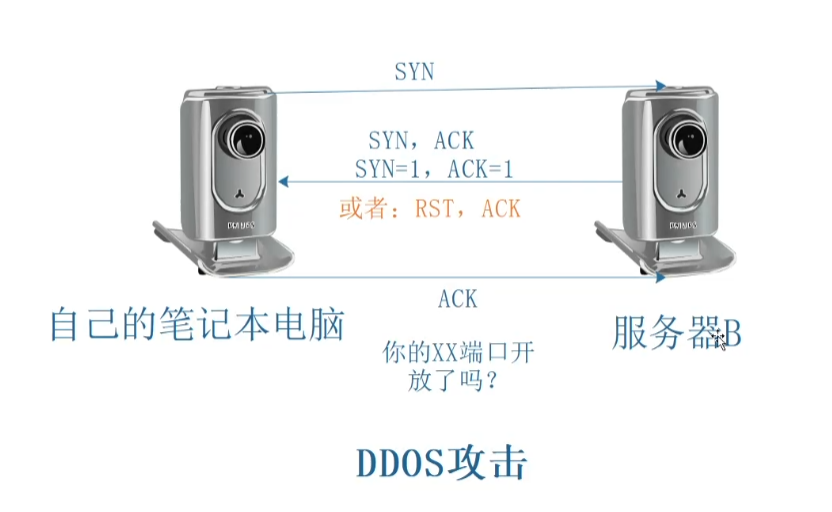 SYN
SYN，ACK
SYN=1，ACK=1
或者：RST，ACK
ACK
自己的笔记本电脑
服务器B
你的XX端口开
放了吗？
DDOS攻击